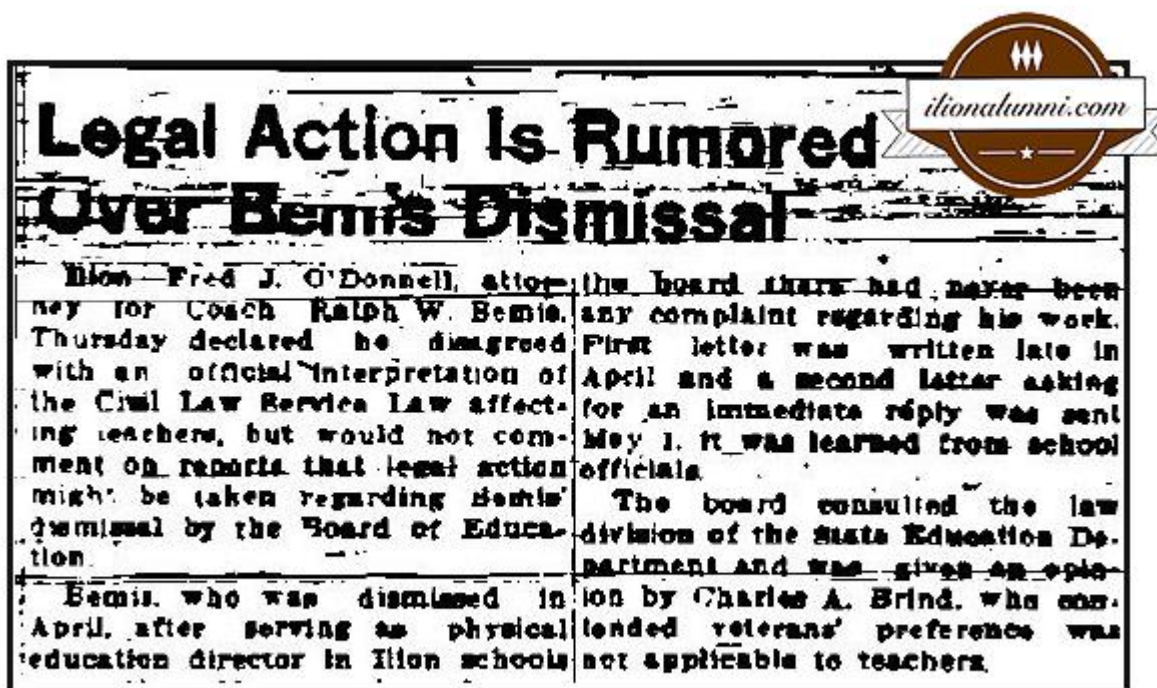 ilionalumni.com
Legal Action Is Rumored
Over Bemis Dismissal
Ilion—Fred J. O'Donnell, attor-
ney for Coach Ralph W. Bemis,
Thursday declared he disagreed
with an official interpretation of
the Civil Law Service Law affect-
ing teachers, but would not com-
ment on reports that legal action
might be taken regarding Bemis'
dismissal by the Board of Educa-
tion.
Bemis, who was dismissed in
April, after serving as physical
education director in Ilion schools
the board there had never been
any complaint regarding his work.
First letter was written late in
April and a second letter asking
for an immediate reply was sent
May 1, it was learned from school
officials.
The board consulted the law
division of the State Education De-
partment and was given an opin-
ion by Charles A. Brind, who con-
tended veterans' preference was
not applicable to teachers.